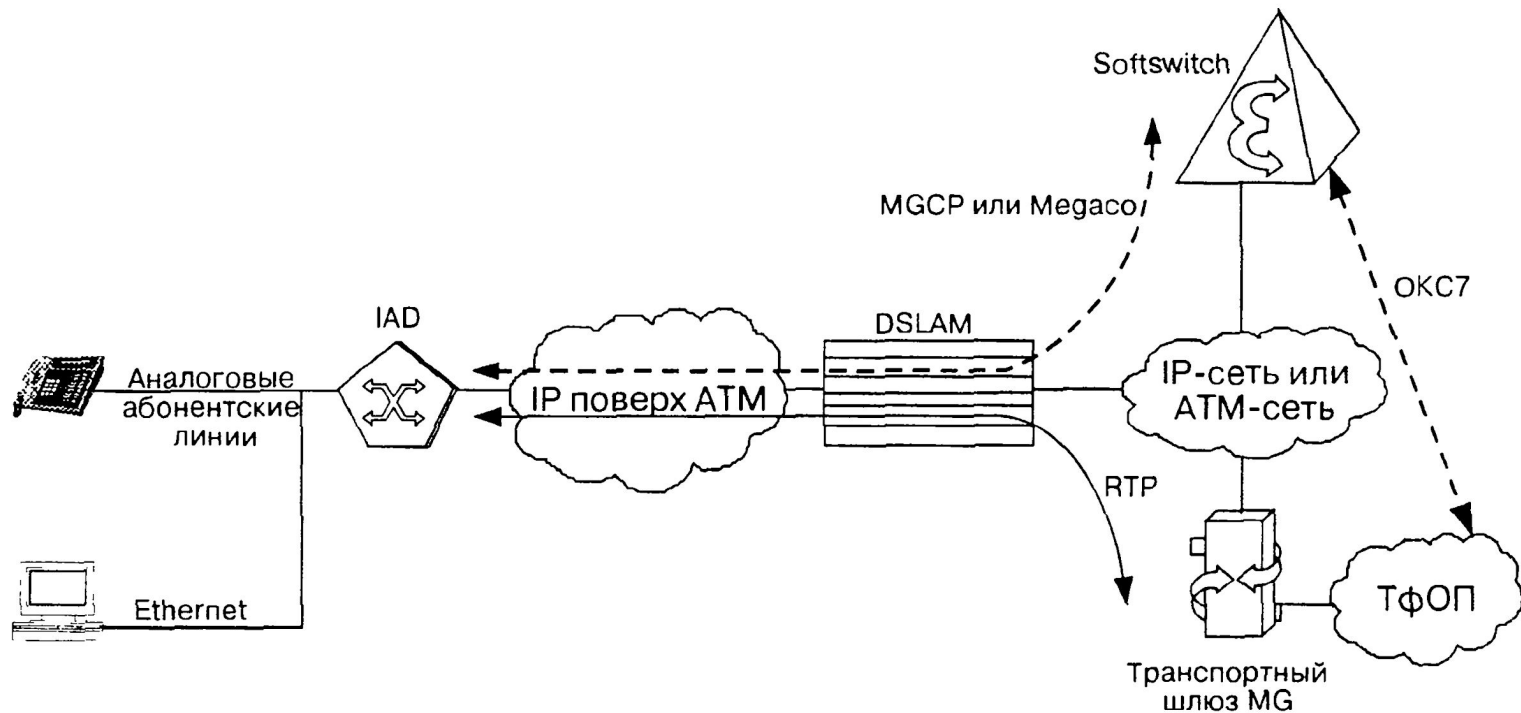 Softswitch
MGCP или Megaco
ОКС7
IAD
DSLAM
Аналоговые
абонентские
линии
IP поверх ATM
IP-сеть или
ATM-сеть
RTP
Ethernet
ТфОП
Транспортный
шлюз MG